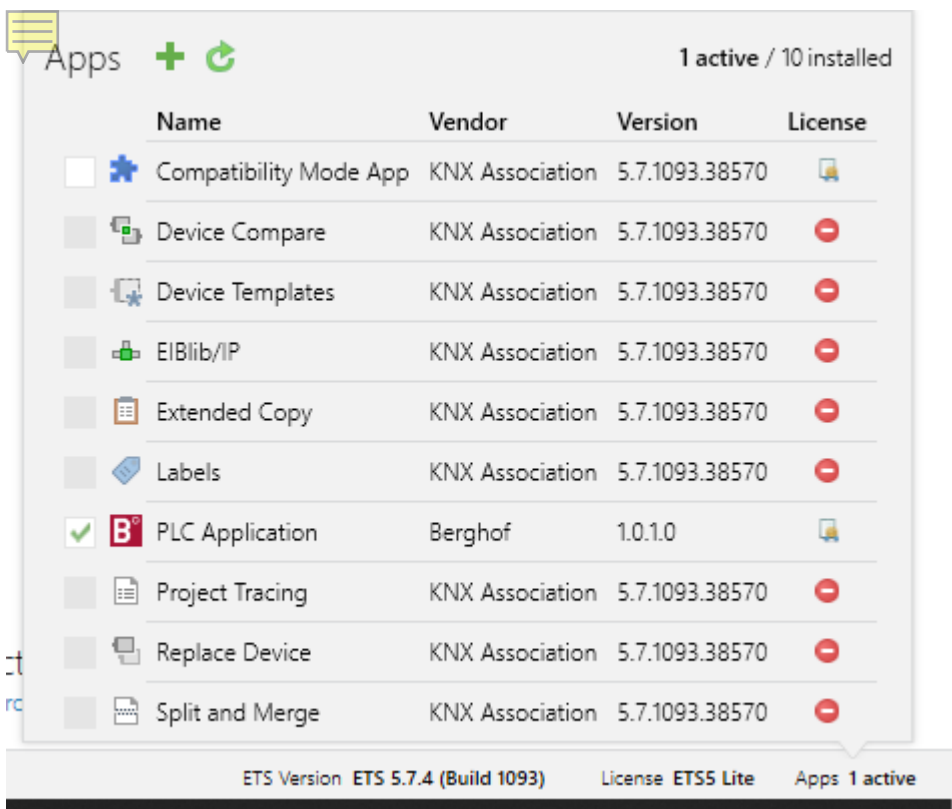 Apps 1 active / 10 installed
Name Vendor Version License
Compatibility Mode App KNX Association 5.7.1093.38570
Device Compare KNX Association 5.7.1093.38570
Device Templates KNX Association 5.7.1093.38570
EIBlib/IP KNX Association 5.7.1093.38570
Extended Copy KNX Association 5.7.1093.38570
Labels KNX Association 5.7.1093.38570
B PLC Application Berghof 1.0.1.0
Project Tracing KNX Association 5.7.1093.38570
ct Replace Device KNX Association 5.7.1093.38570
rc Split and Merge KNX Association 5.7.1093.38570
ETS Version ETS 5.7.4 (Build 1093) License ETS5 Lite Apps 1 active